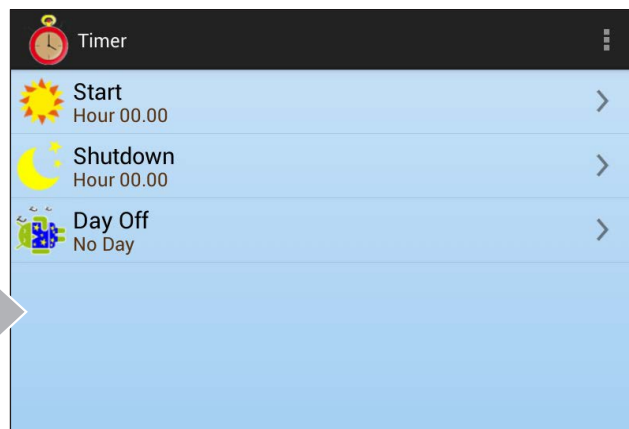 Timer
Start
Hour 00.00
Shutdown
Hour 00.00
Day Off
No Day